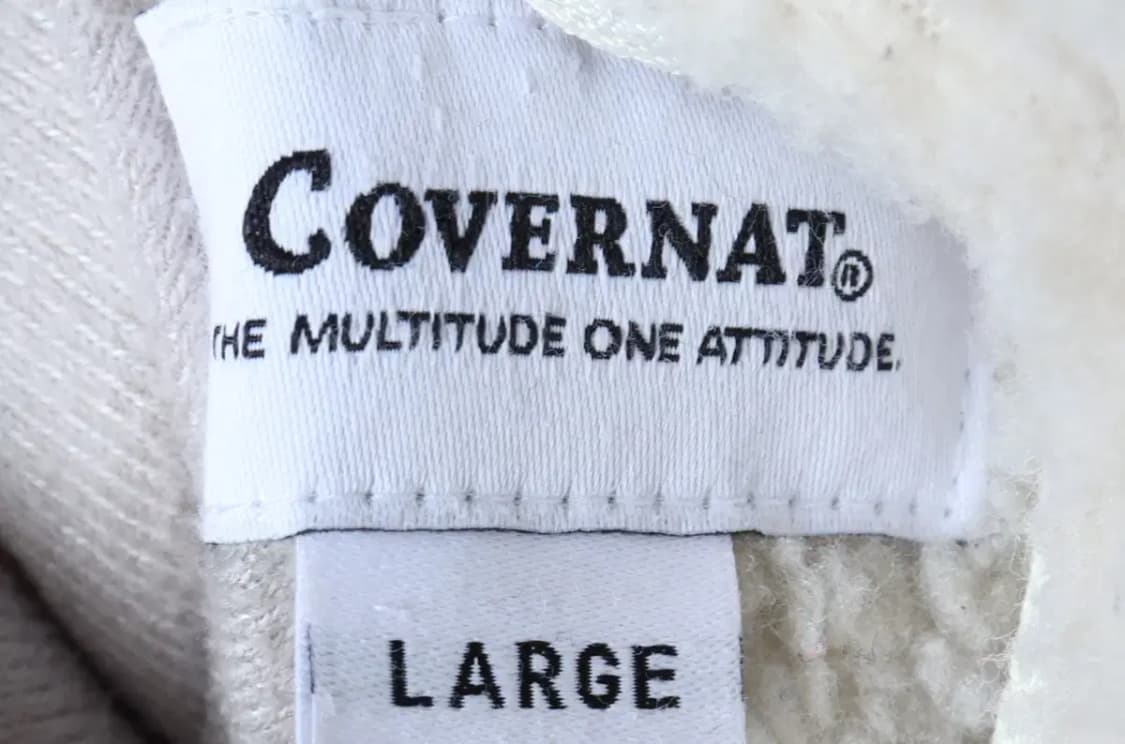 COVERNAT®
THE MULTITUDE ONE ATTITUDE.
LARGE